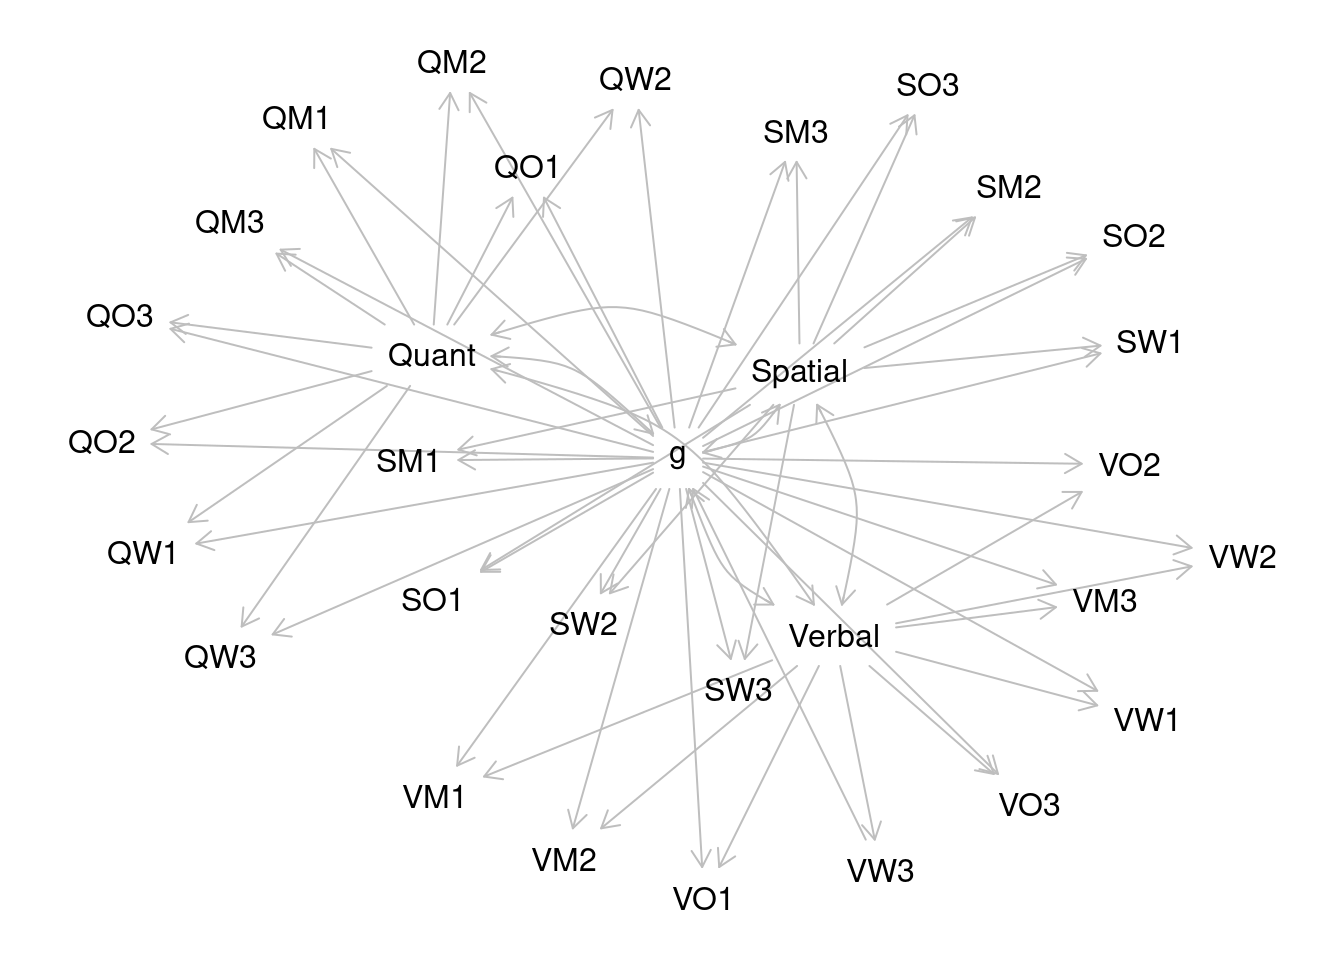 QM2
QW2
SO3
QM1
SM3
QO1
SM2
QM3
SO2
QO3
SW1
Quant
Spatial
QO2
g
SM1
VO2
QW1
VW2
SO1
VM3
SW2
Verbal
QW3
SW3
VW1
VM1
VO3
VM2
VW3
VO1